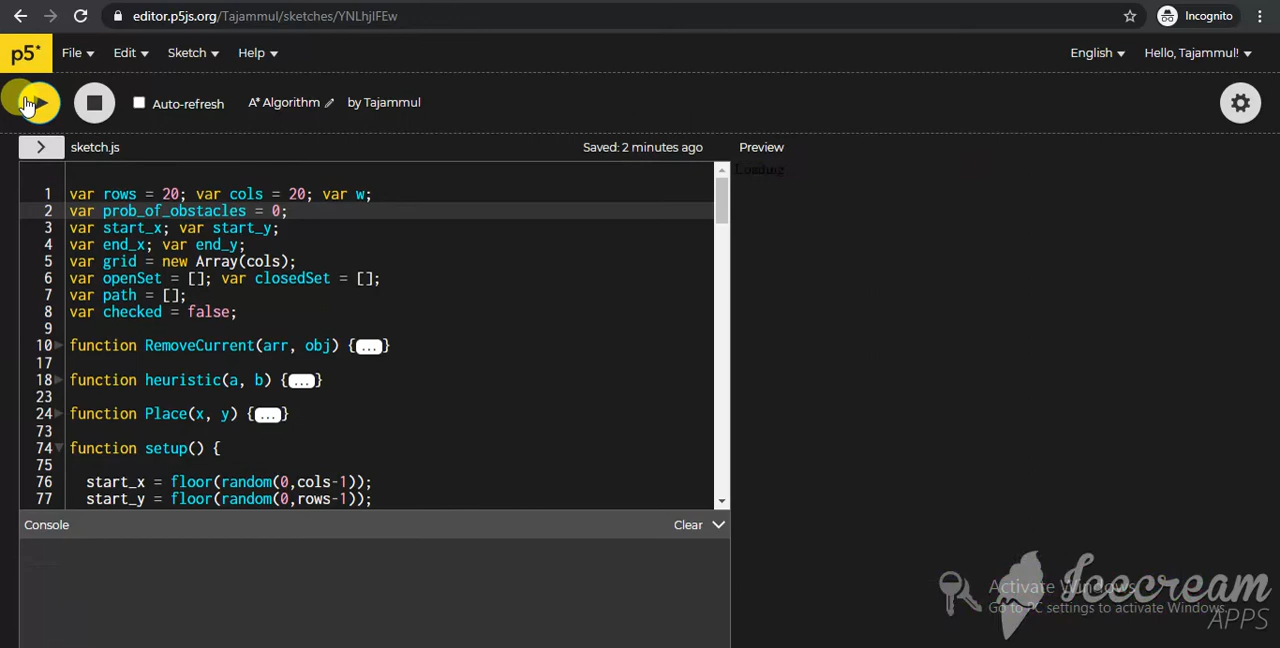 editor.p5js.org/Tajammul/sketches/YNLhjIFEw
Incognito
p5*
File
Edit
Sketch
Help
English
Hello, Tajammul!
Auto-refresh
A* Algorithm
by Tajammul
sketch.js
Saved: 2 minutes ago
Preview
Loading
1 var rows = 20; var cols = 20; var w;
2 var prob_of_obstacles = 0;
3 var start_x; var start_y;
4 var end_x; var end_y;
5 var grid = new Array(cols);
6 var openSet = []; var closedSet = [];
7 var path = [];
8 var checked = false;
9
10 function RemoveCurrent(arr, obj) {...}
17
18 function heuristic(a, b) {...}
23
24 function Place(x, y) {...}
73
74 function setup() {
75
76 start_x = floor(random(0,cols-1));
77 start_y = floor(random(0,rows-1));
Console
Clear
Activate Windows
Go to PC settings to activate Windows.
Icecream
APPS